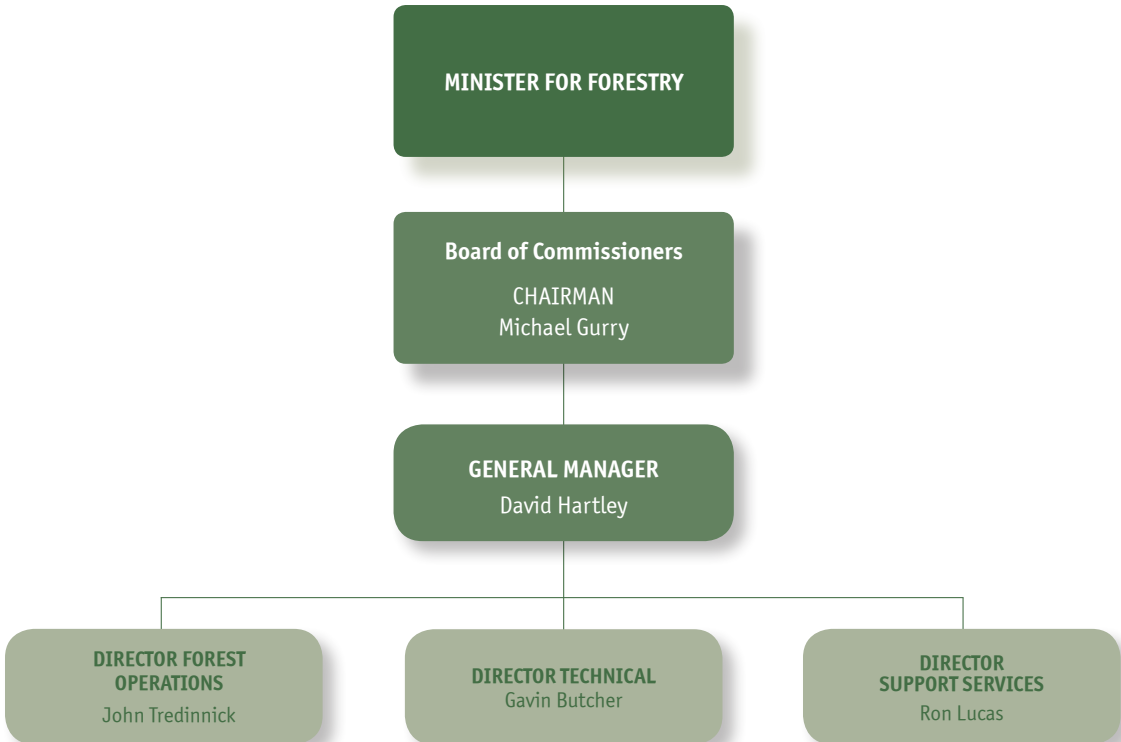 MINISTER FOR FORESTRY
Board of Commissioners
CHAIRMAN
Michael Gurry
GENERAL MANAGER
David Hartley
DIRECTOR FOREST
OPERATIONS
John Tredinnick
DIRECTOR TECHNICAL
Gavin Butcher
DIRECTOR
SUPPORT SERVICES
Ron Lucas